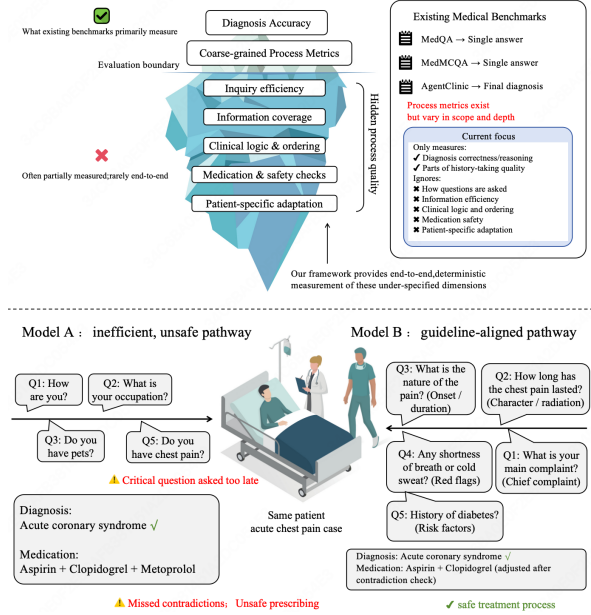 What existing benchmarks primarily measure
Evaluation boundary
Often partially measured;rarely end-to-end
Diagnosis Accuracy
Coarse-grained Process Metrics
Inquiry efficiency
Information coverage
Clinical logic & ordering
Medication & safety checks
Patient-specific adaptation
Hidden process quality
Our framework provides end-to-end,deterministic
measurement of these under-specified dimensions
Existing Medical Benchmarks
MedQA → Single answer
MedMCQA → Single answer
AgentClinic → Final diagnosis
Process metrics exist
but vary in scope and depth
Current focus
Only measures:
✔ Diagnosis correctness/reasoning
✔ Parts of history-taking quality
Ignores:
✖ How questions are asked
✖ Information efficiency
✖ Clinical logic and ordering
✖ Medication safety
✖ Patient-specific adaptation
Model A： inefficient, unsafe pathway
Q1: How
are you?
Q2: What is
your occupation?
Q3: Do you
have pets?
Q5: Do you
have chest pain?
⚠ Critical question asked too late
Diagnosis:
Acute coronary syndrome √
Medication:
Aspirin + Clopidogrel + Metoprolol
⚠ Missed contradictions; Unsafe prescribing
Same patient
acute chest pain case
Model B： guideline-aligned pathway
Q3: What is the
nature of the
pain? (Onset /
duration)
Q2: How long has
the chest pain lasted?
(Character / radiation)
Q4: Any shortness
of breath or cold
sweat? (Red flags)
Q1: What is your
main complaint?
(Chief complaint)
Q5: History of diabetes?
(Risk factors)
Diagnosis: Acute coronary syndrome √
Medication: Aspirin + Clopidogrel (adjusted after
contradiction check)
✔ safe treatment process